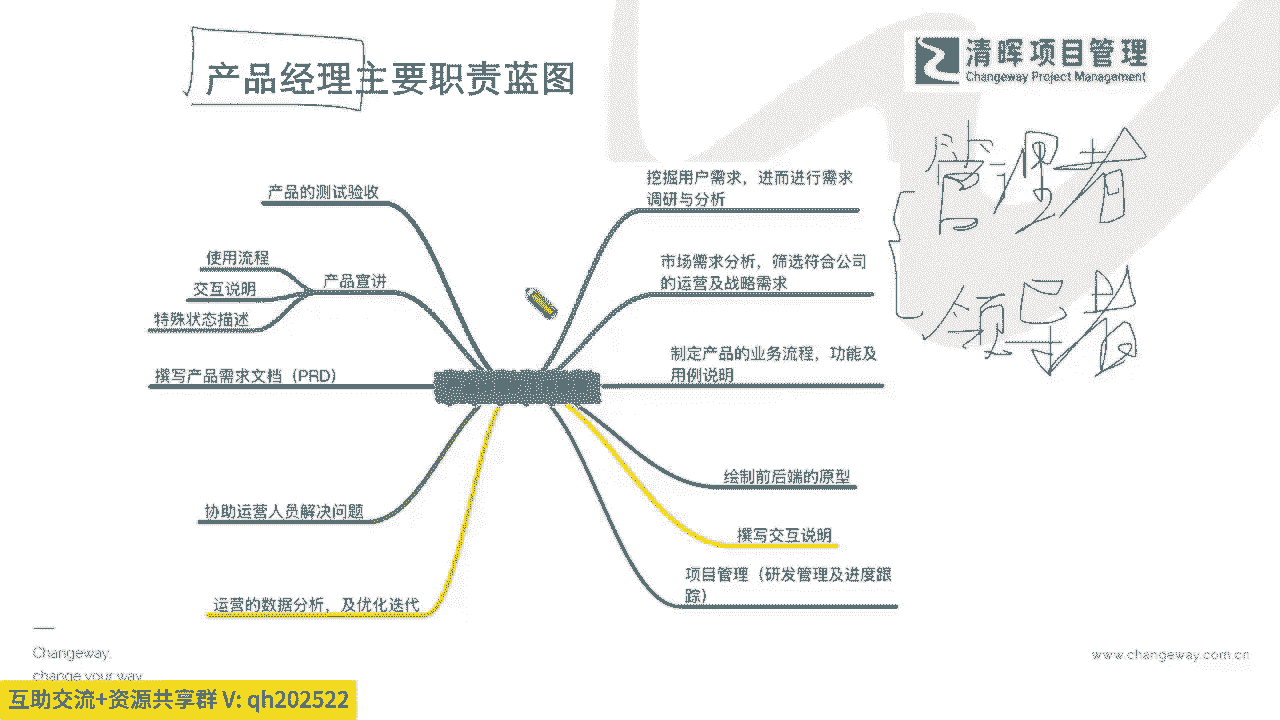 产品经理主要职责蓝图
清晖项目管理
Changeway Project Management
管理者
领导者
产品的测试验收
使用流程
交互说明
特殊状态描述
产品宣讲
撰写产品需求文档（PRD）
协助运营人员解决问题
运营的数据分析，及优化迭代
挖掘用户需求，进而进行需求
调研与分析
市场需求分析，筛选符合公司
的运营及战略需求
制定产品的业务流程，功能及
用例说明
绘制前后端的原型
撰写交互说明
项目管理（研发管理及进度跟
踪）
Changeway,
change your way
www.changeway.com.cn
互助交流+资源共享群 V: qh202522